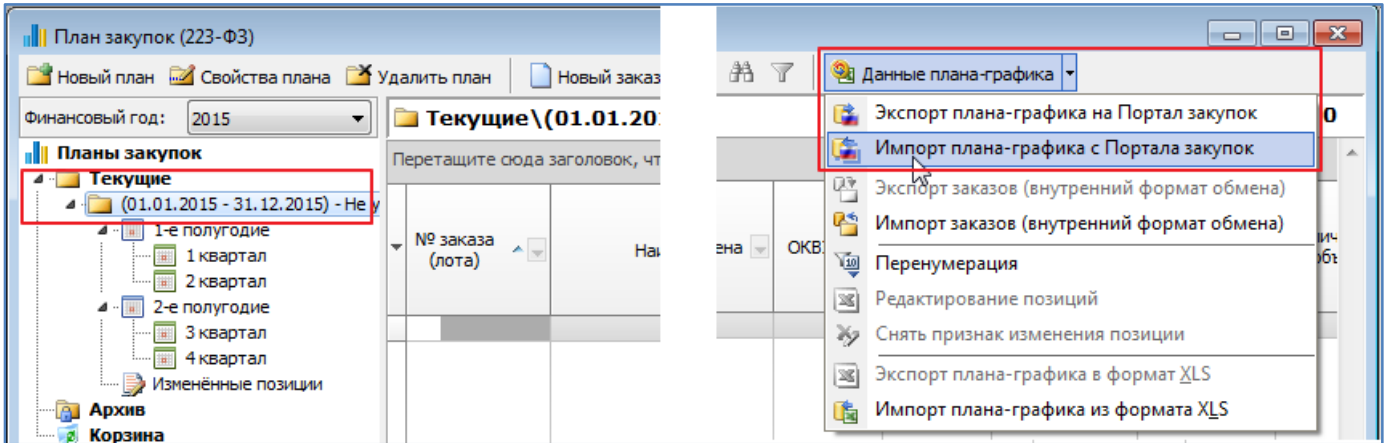 План закупок (223-ФЗ)
Новый план Свойства плана Удалить план Новый заказ Данные плана-графика
Финансовый год: 2015
Текущие\(01.01.20
Экспорт плана-графика на Портал закупок
Импорт плана-графика с Портала закупок
Экспорт заказов (внутренний формат обмена)
Импорт заказов (внутренний формат обмена)
Перенумерация
Редактирование позиций
Снять признак изменения позиции
Экспорт плана-графика в формат XLS
Импорт плана-графика из формата XLS
Планы закупок
Перетащите сюда заголовок, чт
Текущие
(01.01.2015 - 31.12.2015) - Не у
1-е полугодие
1 квартал
2 квартал
2-е полугодие
3 квартал
4 квартал
Изменённые позиции
Архив
Корзина
№ заказа
(лота)
Наи
ена
ОКВ
0